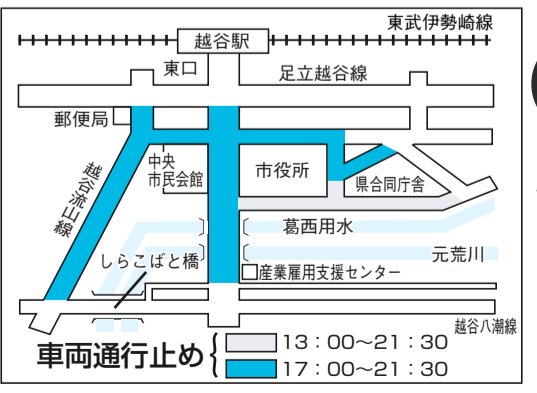 東武伊勢崎線
越谷駅
東口
足立越谷線
郵便局
中央
市民会館
市役所
県合同庁舎
越谷流山線
葛西用水
元荒川
しらこばと橋
産業雇用支援センター
越谷八潮線
車両通行止め
13:00〜21:30
17:00〜21:30